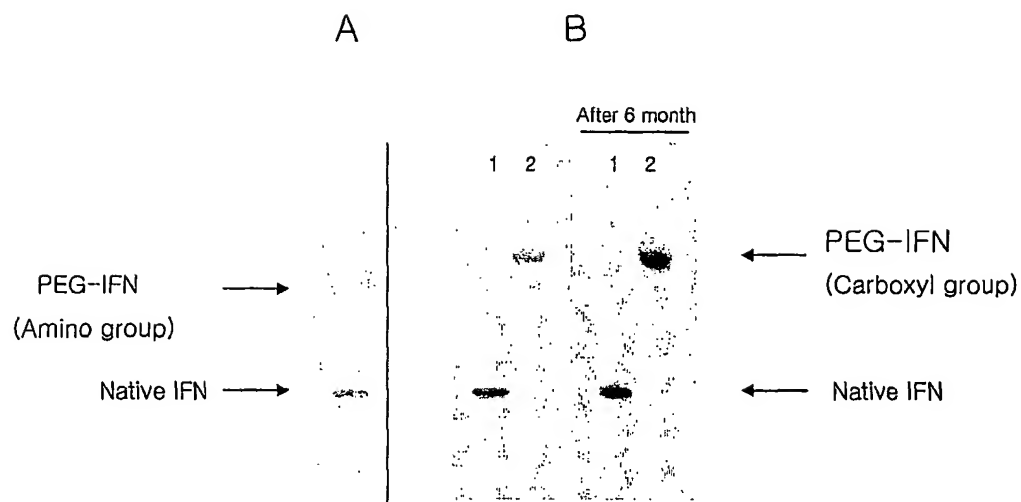 A
B
After 6 month
1 2
1 2
PEG-IFN
(Amino group)
Native IFN
PEG-IFN
(Carboxyl group)
Native IFN